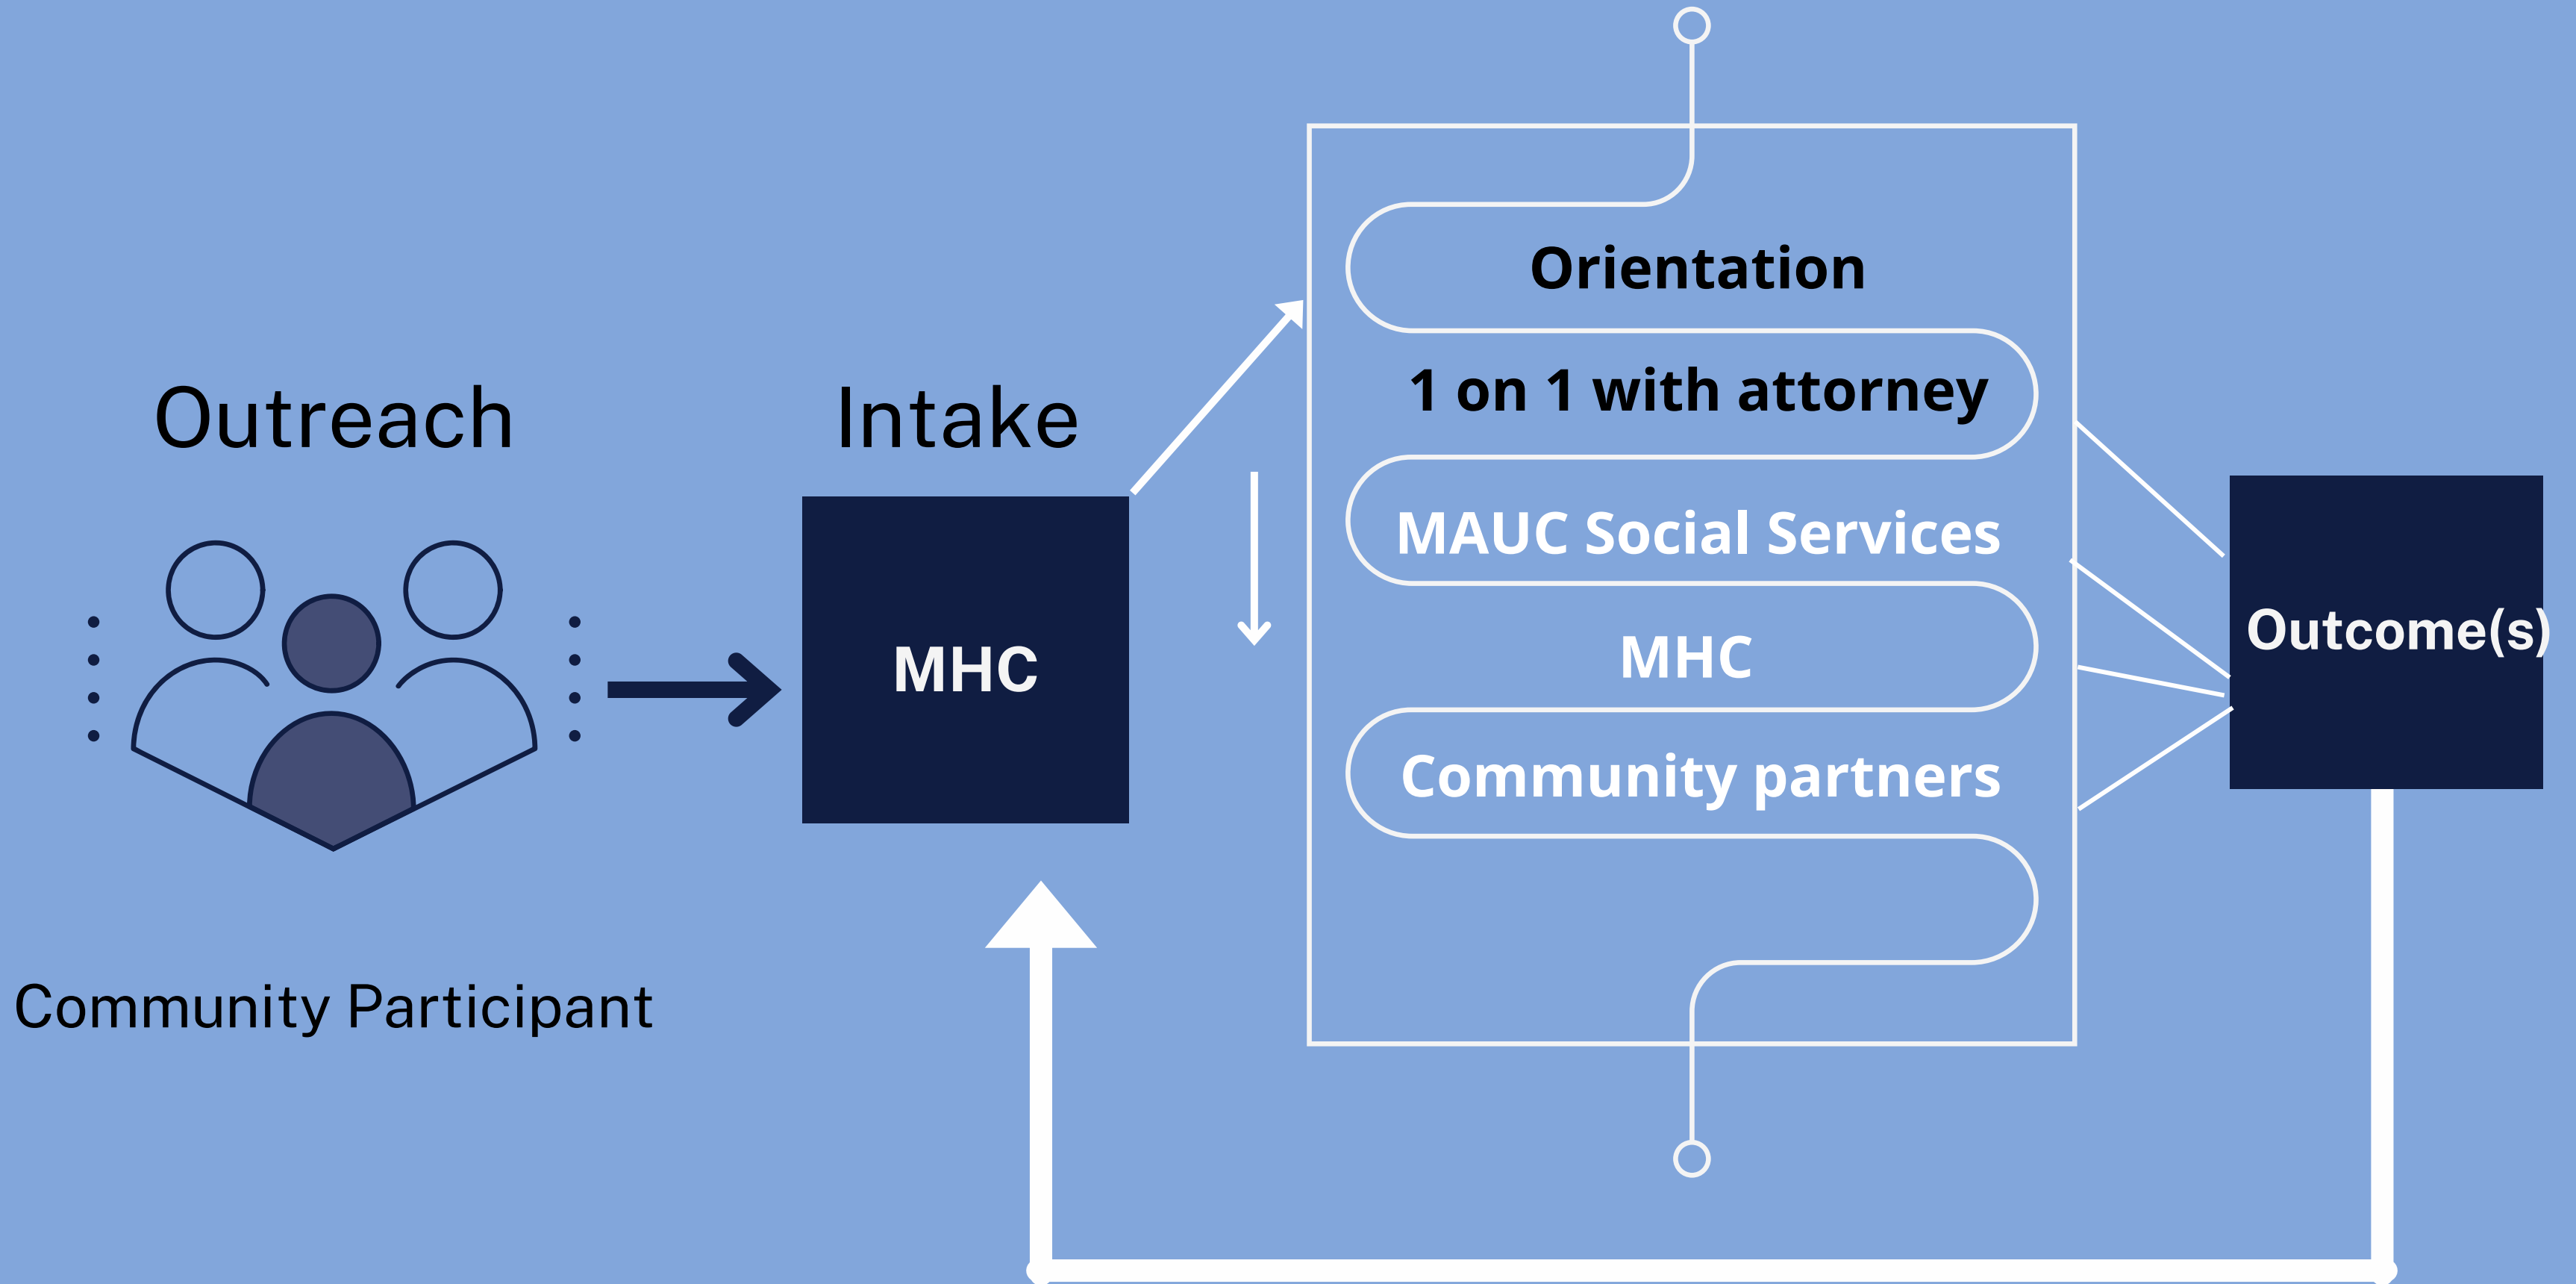 Outreach
Community Participant
Intake
MHC
Orientation
1 on 1 with attorney
MAUC Social Services
MHC
Community partners
Outcome(s)